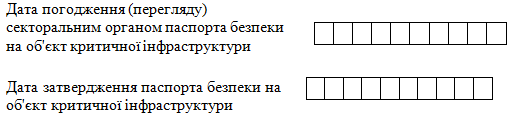 Дата погодження (перегляду)
секторальним органом паспорта безпеки
на об'єкт критичної інфраструктури
Дата затвердження паспорта безпеки на
об'єкт критичної інфраструктури